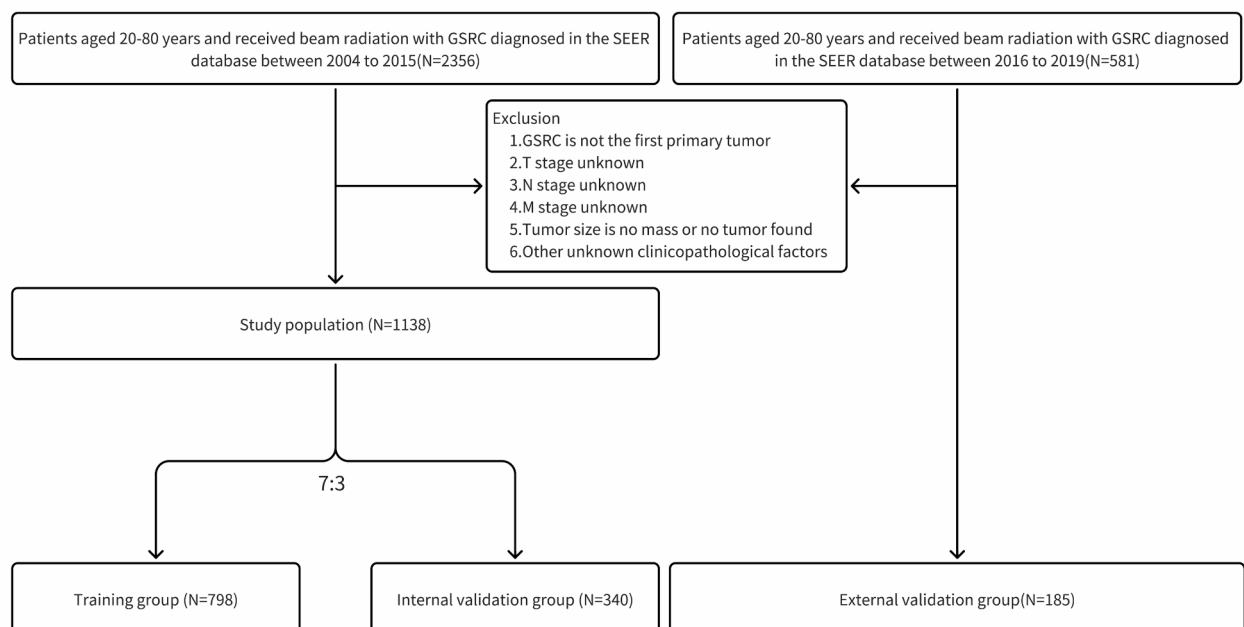 Patients aged 20-80 years and received beam radiation with GSRC diagnosed in the SEER
database between 2004 to 2015(N=2356)
Patients aged 20-80 years and received beam radiation with GSRC diagnosed
in the SEER database between 2016 to 2019(N=581)
Exclusion
1.GSRC is not the first primary tumor
2.T stage unknown
3.N stage unknown
4.M stage unknown
5.Tumor size is no mass or no tumor found
6.Other unknown clinicopathological factors
Study population (N=1138)
7:3
Training group (N=798)
Internal validation group (N=340)
External validation group(N=185)